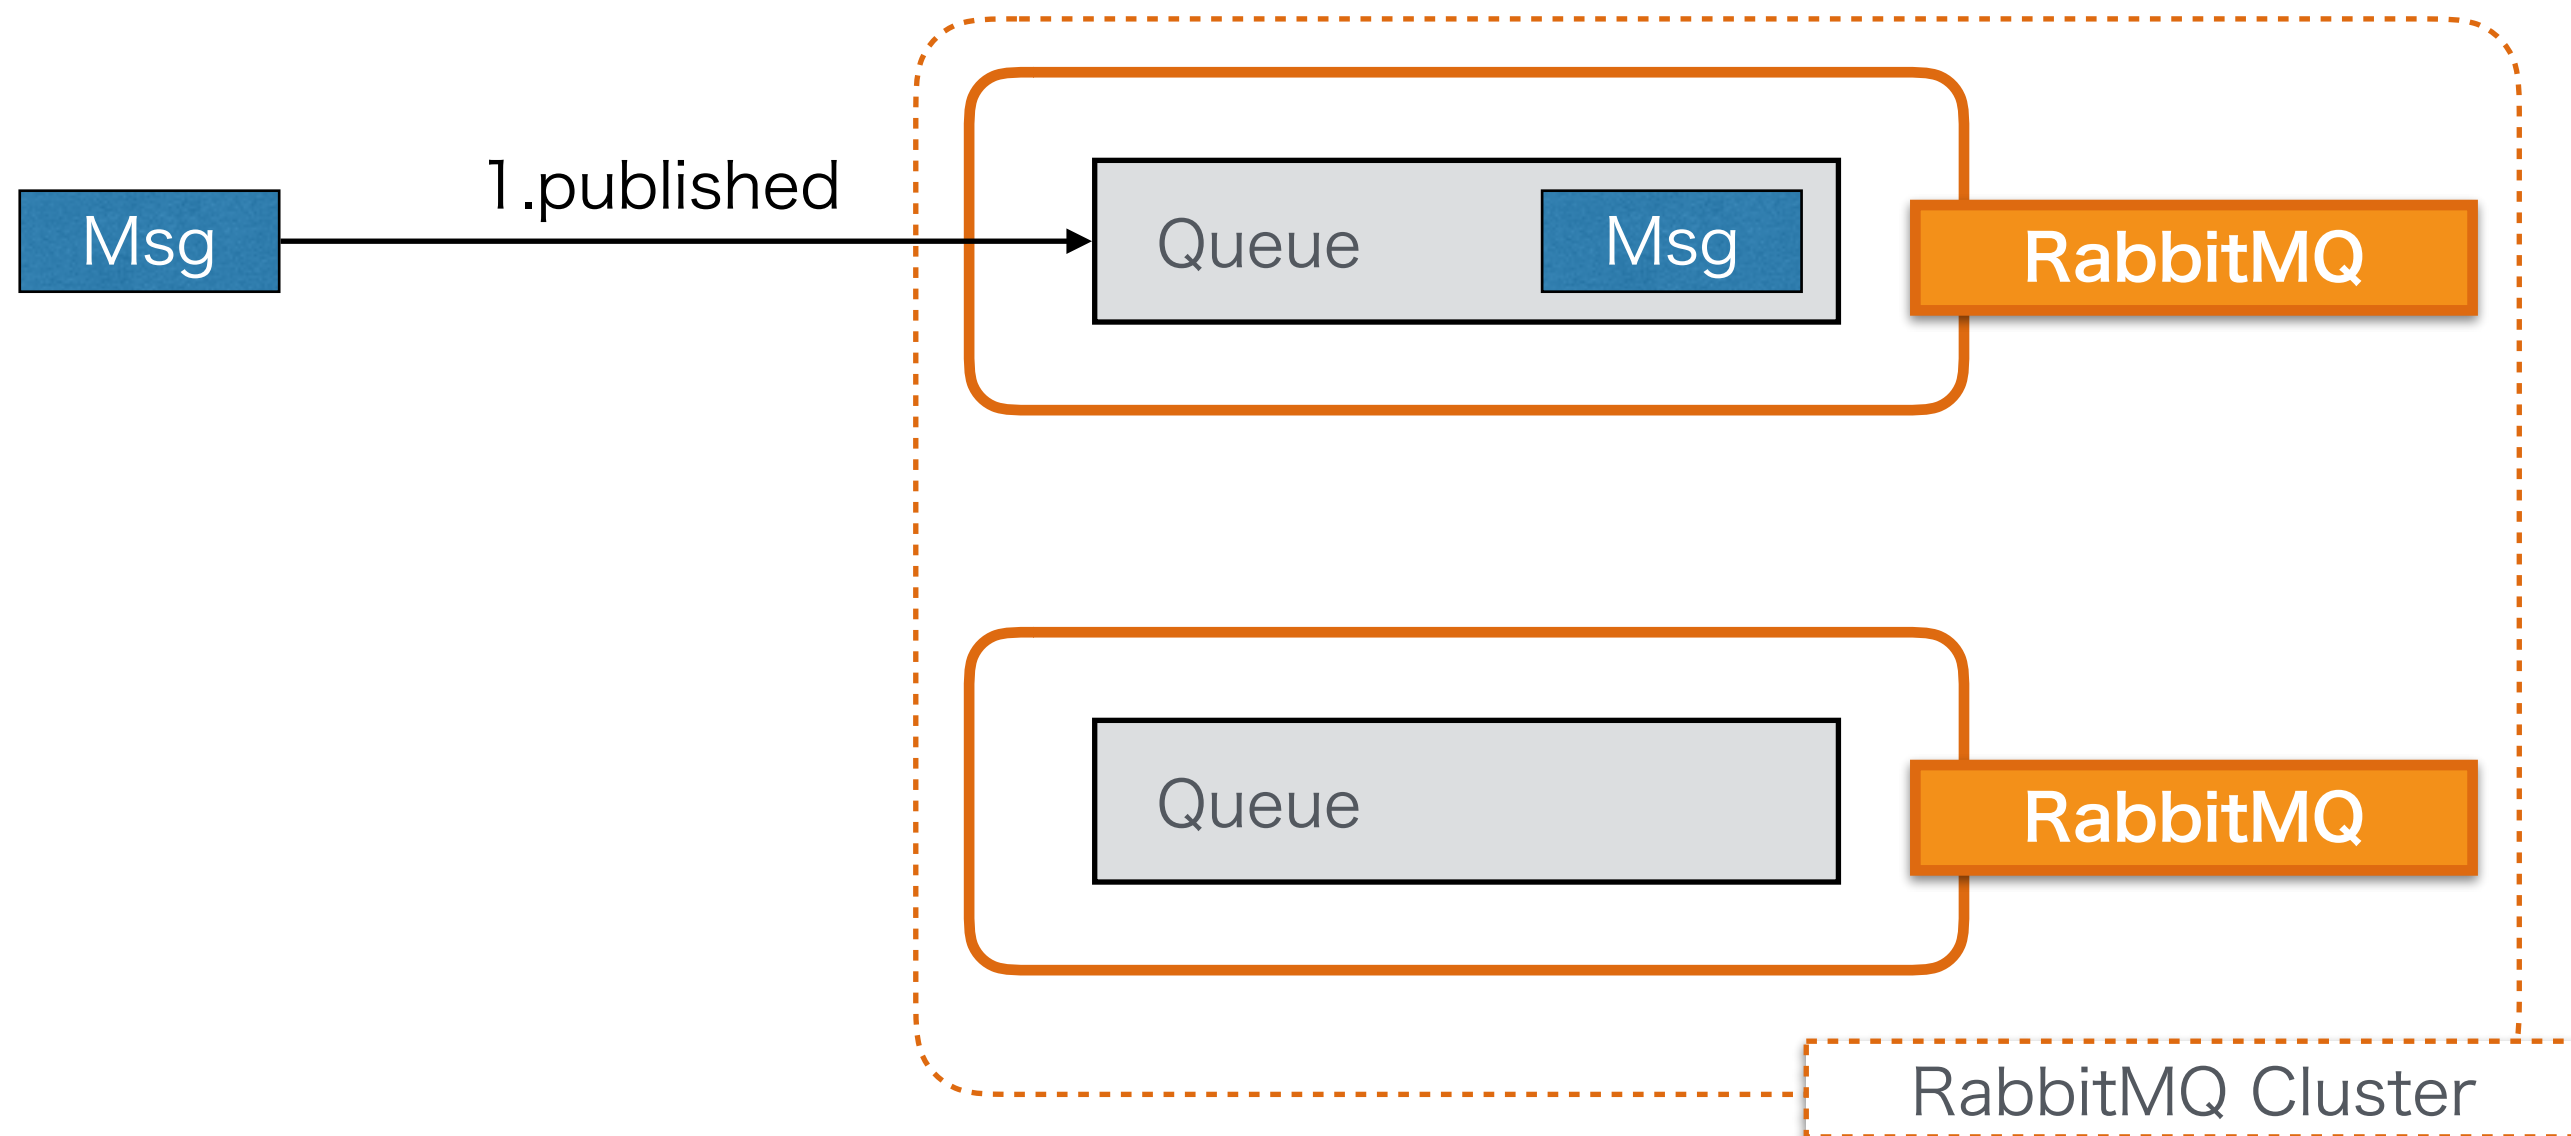 1.published
Msg
Queue
Msg
RabbitMQ
Queue
RabbitMQ
RabbitMQ Cluster